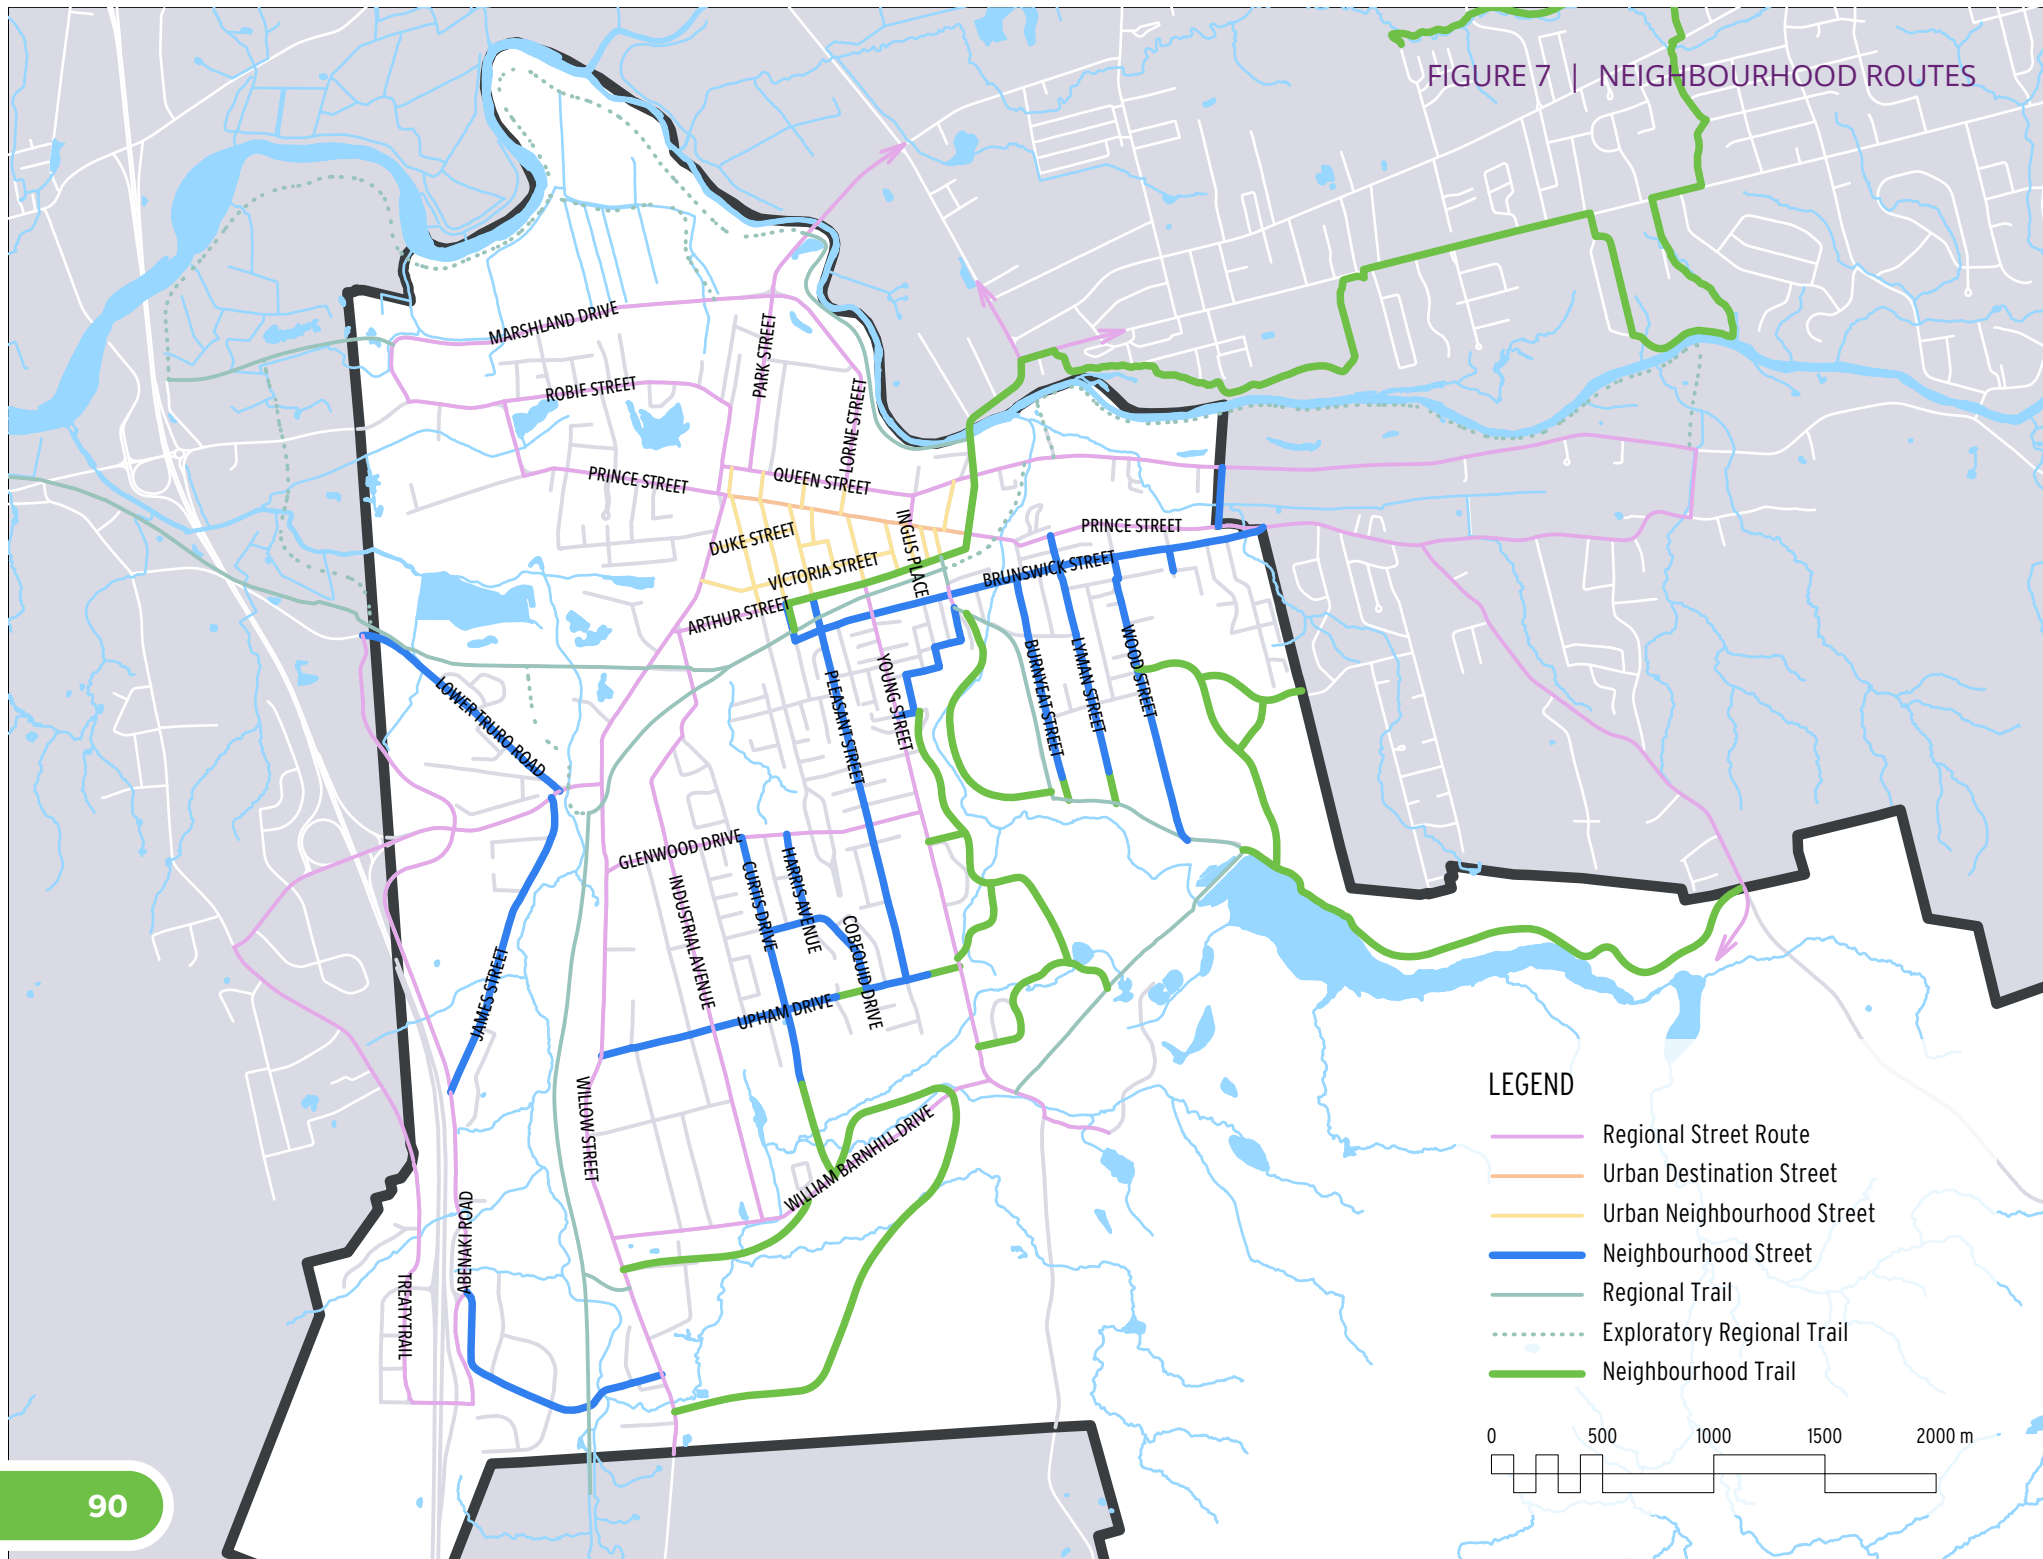 FIGURE 7 | NEIGHBOURHOOD ROUTES
MARSHLAND DRIVE
PARK STREET
ROBIE STREET
LORNE STREET
PRINCE STREET
QUEEN STREET
INGLIS PLACE
PRINCE STREET
DUKE STREET
VICTORIA STREET
BRUNSWICK STREET
ARTHUR STREET
LOWER TRURO ROAD
PLEASANT STREET
YOUNG STREET
BURNYEAT STREET
LYMAN STREET
WOOD STREET
GLENWOOD DRIVE
INDUSTRIAL AVENUE
CURTIS DRIVE
HARRIS AVENUE
COBEQUID DRIVE
JAMES STREET
UPHAM DRIVE
WILLOW STREET
WILLIAM BARNHILL DRIVE
ABENAKI ROAD
TREATY TRAIL
LEGEND
Regional Street Route
Urban Destination Street
Urban Neighbourhood Street
Neighbourhood Street
Regional Trail
Exploratory Regional Trail
Neighbourhood Trail
0 500 1000 1500 2000 m
90